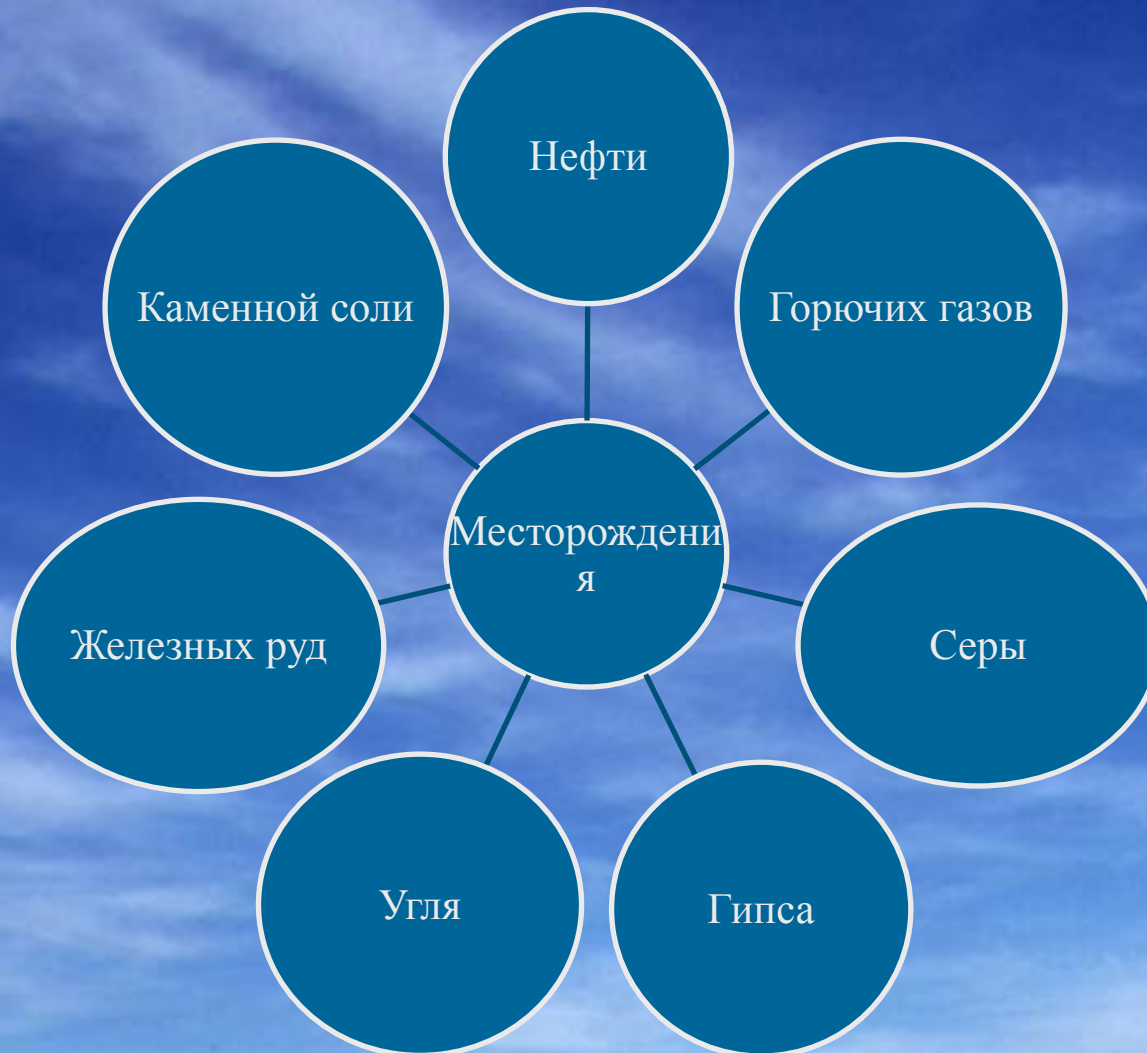 Нефти
Каменной соли
Горючих газов
Месторождени
я
Железных руд
Серы
Угля
Гипса